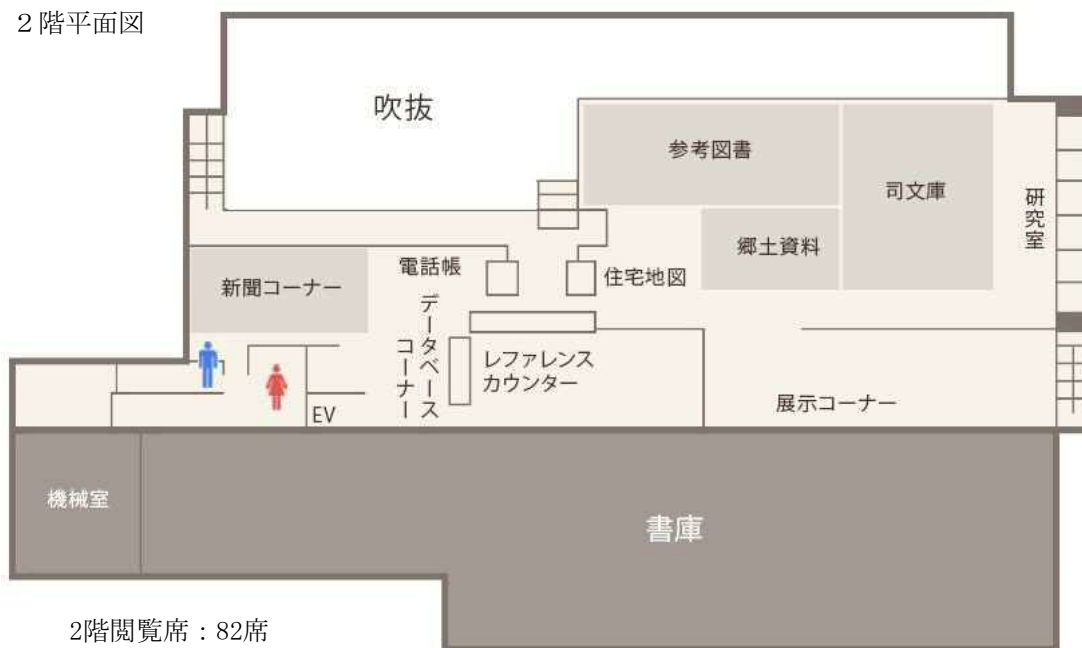 ２階平面図
吹抜
参考図書
司文庫
研究室
郷土資料
電話帳
住宅地図
新聞コーナー
データベース
コーナー
レファレンス
カウンター
展示コーナー
EV
機械室
書庫
2階閲覧席：82席